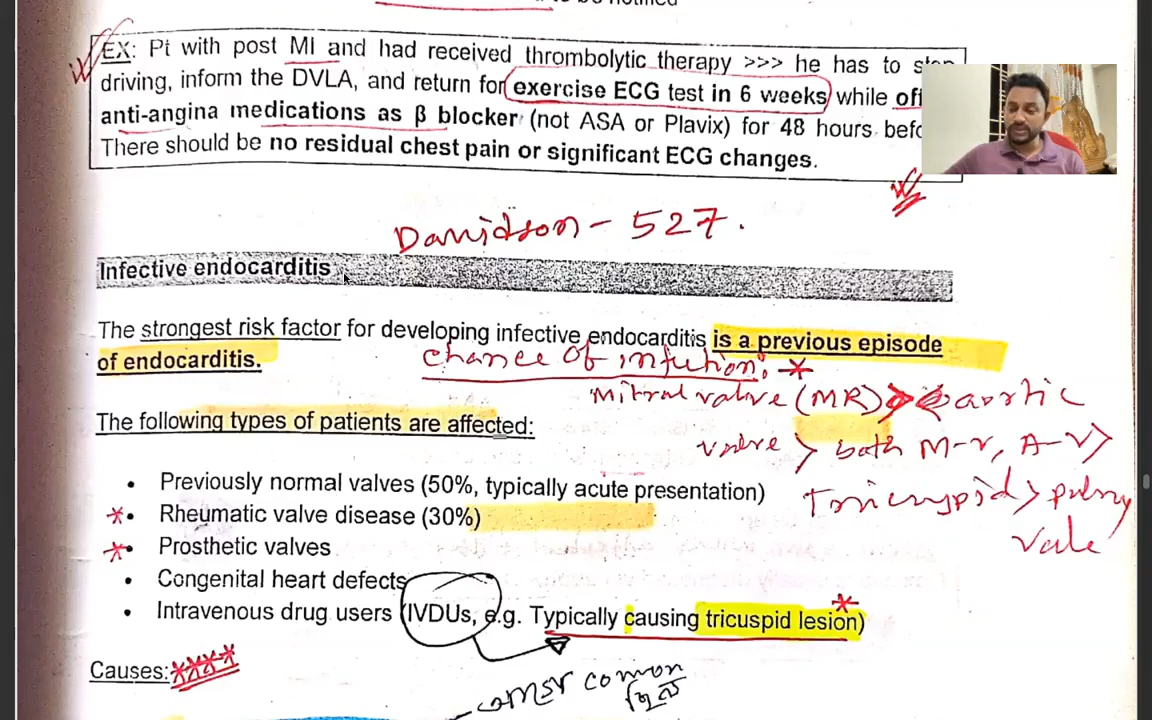 EX: Pt with post MI and had received thrombolytic therapy >>> he has to
driving, inform the DVLA, and return for exercise ECG test in 6 weeks while
anti-angina medications as β blocker (not ASA or Plavix) for 48 hours
There should be no residual chest pain or significant ECG changes.
Davidson - 527.
Infective endocarditis
The strongest risk factor for developing infective endocarditis is a previous episode
of endocarditis.
chance of infection: *
Mitral valve (MR) > aortic
valve > both M-v, A-v >
Tricuspid > pulmonary
valve
The following types of patients are affected:
• Previously normal valves (50%, typically acute presentation)
* • Rheumatic valve disease (30%)
* • Prosthetic valves
• Congenital heart defects
• Intravenous drug users (IVDUs, e.g. Typically causing tricuspid lesion) *
Causes: ****
common